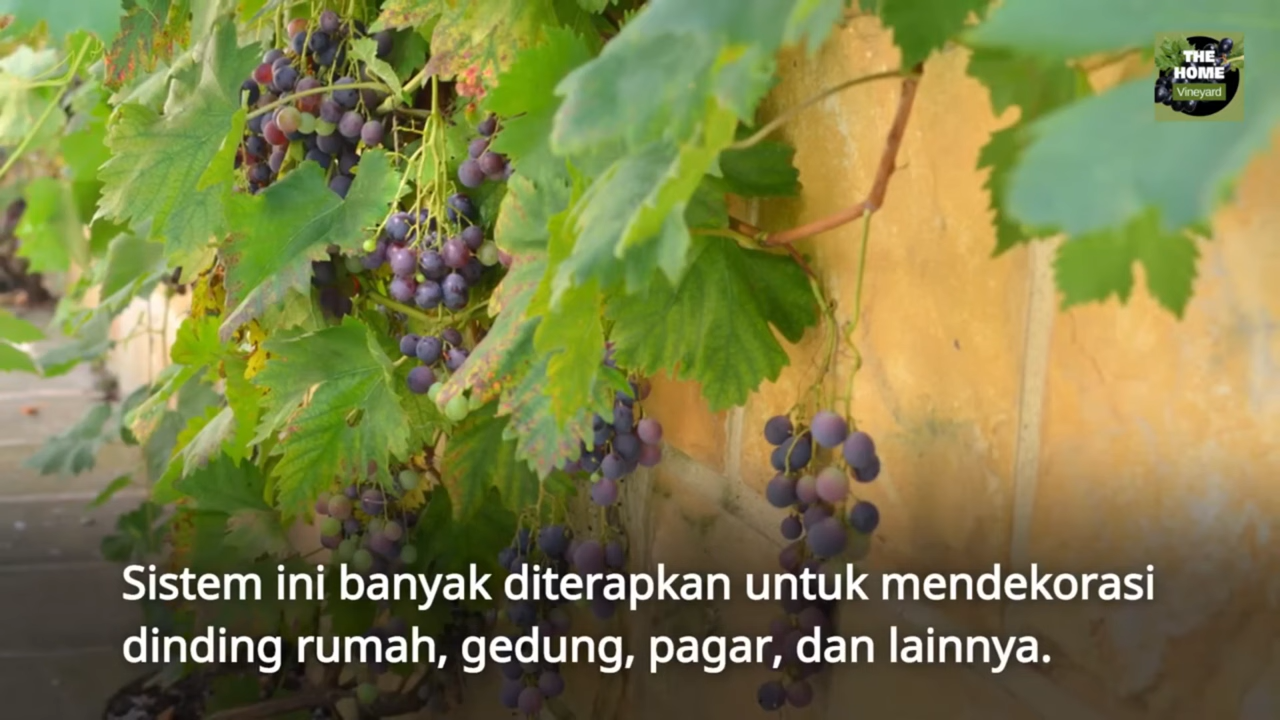 THE
HOME
Vineyard
Sistem ini banyak diterapkan untuk mendekorasi
dinding rumah, gedung, pagar, dan lainnya.